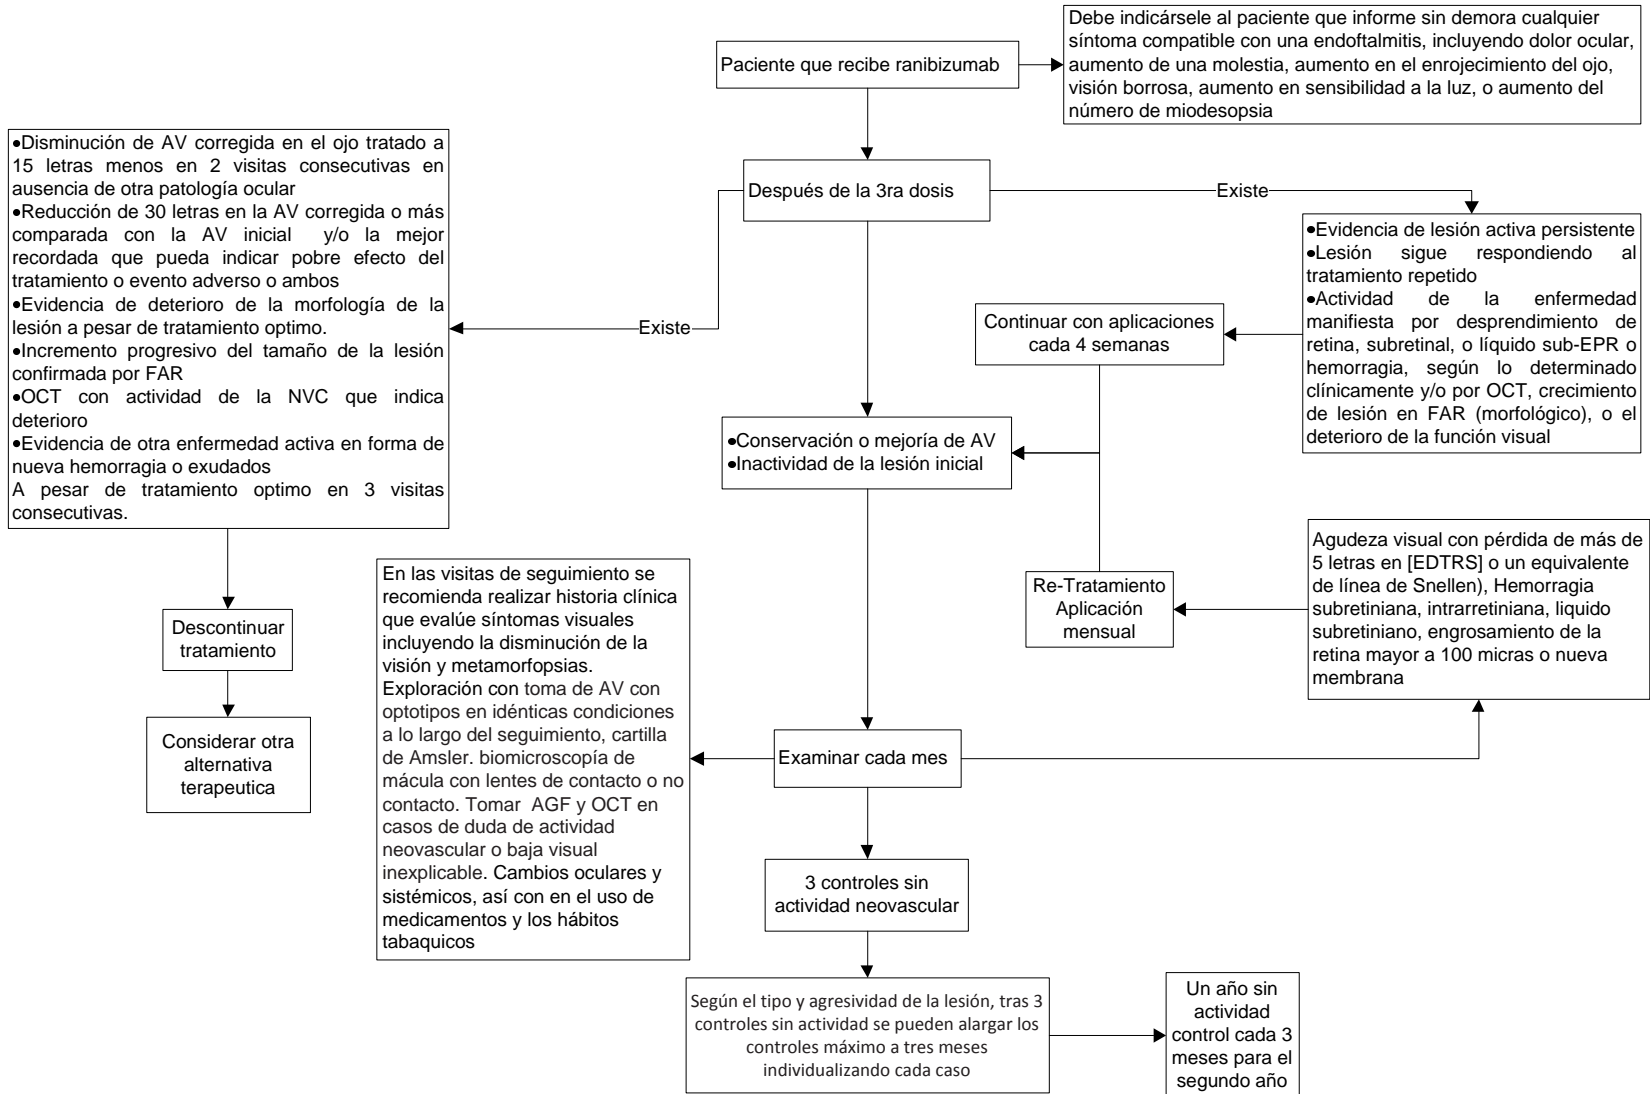 Debe indicársele al paciente que informe sin demora cualquier
síntoma compatible con una endoftalmitis, incluyendo dolor ocular,
aumento de una molestia, aumento en el enrojecimiento del ojo,
visión borrosa, aumento en sensibilidad a la luz, o aumento del
número de miodesopsia
Paciente que recibe ranibizumab
•Disminución de AV corregida en el ojo tratado a
15 letras menos en 2 visitas consecutivas en
ausencia de otra patología ocular
•Reducción de 30 letras en la AV corregida o más
comparada con la AV inicial y/o la mejor
recordada que pueda indicar pobre efecto del
tratamiento o evento adverso o ambos
•Evidencia de deterioro de la morfología de la
lesión a pesar de tratamiento optimo.
•Incremento progresivo del tamaño de la lesión
confirmada por FAR
•OCT con actividad de la NVC que indica
deterioro
•Evidencia de otra enfermedad activa en forma de
nueva hemorragia o exudados
A pesar de tratamiento optimo en 3 visitas
consecutivas.
Después de la 3ra dosis
Existe
Existe
•Evidencia de lesión activa persistente
•Lesión sigue respondiendo al
tratamiento repetido
•Actividad de la enfermedad
manifiesta por desprendimiento de
retina, subretinal, o líquido sub-EPR o
hemorragia, según lo determinado
clínicamente y/o por OCT, crecimiento
de lesión en FAR (morfológico), o el
deterioro de la función visual
Continuar con aplicaciones
cada 4 semanas
•Conservación o mejoría de AV
•Inactividad de la lesión inicial
Agudeza visual con pérdida de más de
5 letras en [EDTRS] o un equivalente
de línea de Snellen), Hemorragia
subretiniana, intrarretiniana, liquido
subretiniano, engrosamiento de la
retina mayor a 100 micras o nueva
membrana
Re-Tratamiento
Aplicación
mensual
Descontinuar
tratamiento
Considerar otra
alternativa
terapeutica
En las visitas de seguimiento se
recomienda realizar historia clínica
que evalúe síntomas visuales
incluyendo la disminución de la
visión y metamorfopsias.
Exploración con toma de AV con
optotipos en idénticas condiciones
a lo largo del seguimiento, cartilla
de Amsler. biomicroscopía de
mácula con lentes de contacto o no
contacto. Tomar AGF y OCT en
casos de duda de actividad
neovascular o baja visual
inexplicable. Cambios oculares y
sistémicos, así con en el uso de
medicamentos y los hábitos
tabaquicos
Examinar cada mes
3 controles sin
actividad neovascular
Según el tipo y agresividad de la lesión, tras 3
controles sin actividad se pueden alargar los
controles máximo a tres meses
individualizando cada caso
Un año sin
actividad
control cada 3
meses para el
segundo año